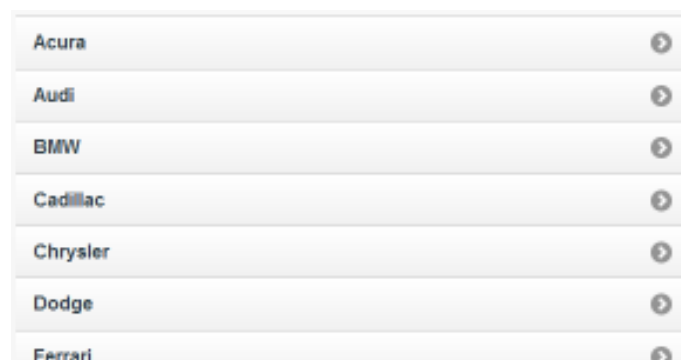 Acura
Audi
BMW
Cadillac
Chrysler
Dodge
Ferrari